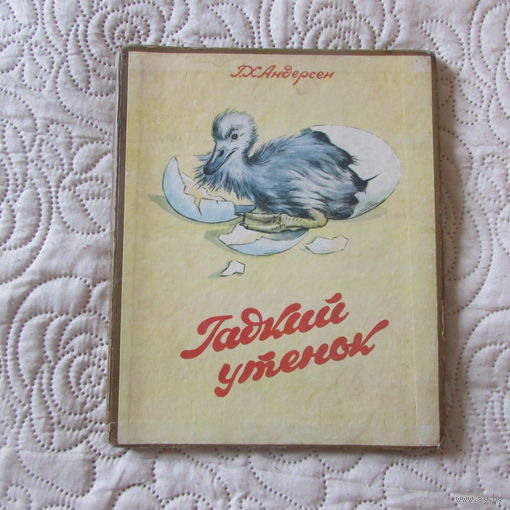 Г.Х.Андерсен
Гадкий
утенок